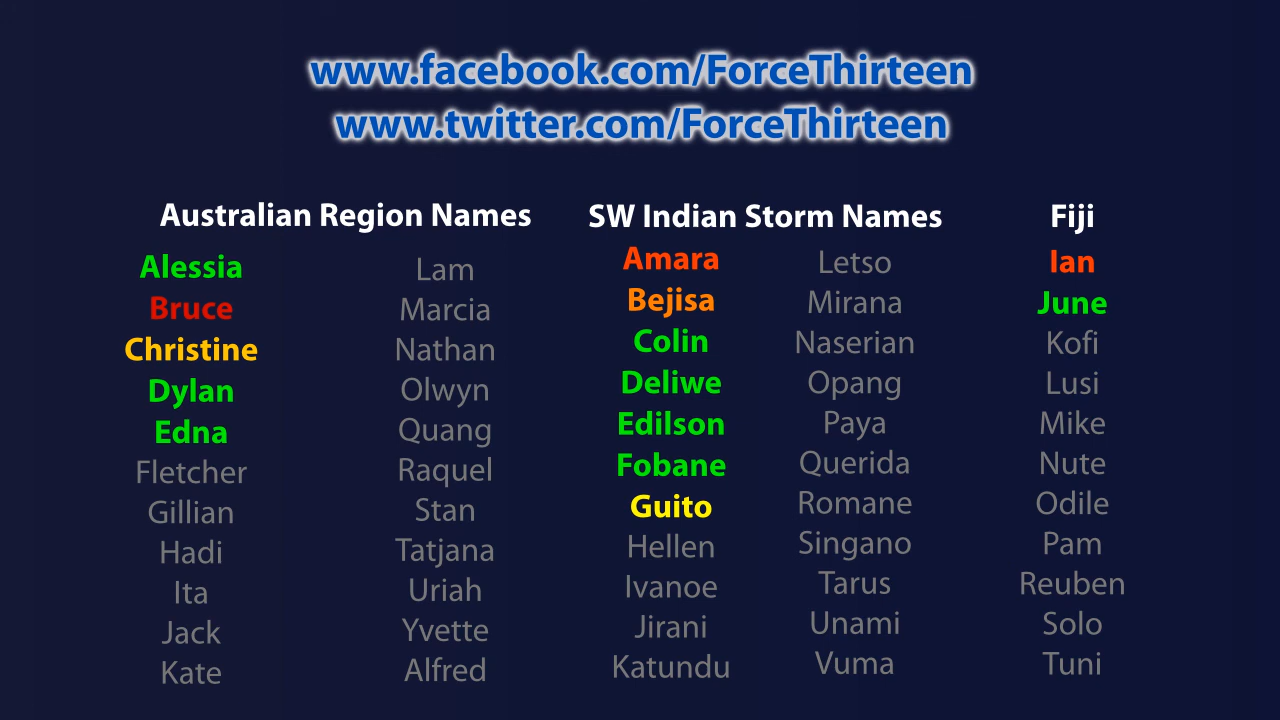 www.facebook.com/ForceThirteen
www.twitter.com/ForceThirteen
Australian Region Names
Alessia
Bruce
Christine
Dylan
Edna
Fletcher
Gillian
Hadi
Ita
Jack
Kate
Lam
Marcia
Nathan
Olwyn
Quang
Raquel
Stan
Tatjana
Uriah
Yvette
Alfred
SW Indian Storm Names
Amara
Bejisa
Colin
Deliwe
Edilson
Fobane
Guito
Hellen
Ivanoe
Jirani
Katundu
Letso
Mirana
Naserian
Opang
Paya
Querida
Romane
Singano
Tarus
Unami
Vuma
Fiji
Ian
June
Kofi
Lusi
Mike
Nute
Odile
Pam
Reuben
Solo
Tuni